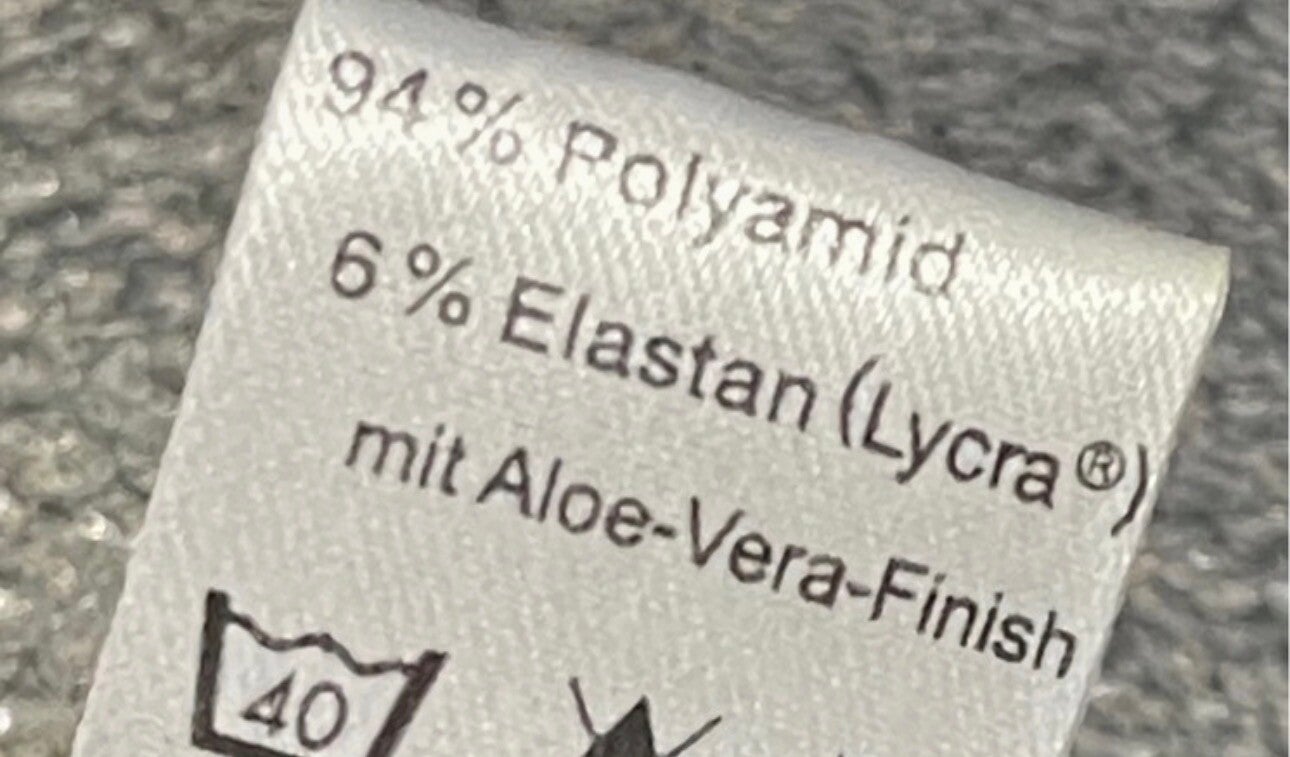 94 % Polyamid
6 % Elastan (Lycra®)
mit Aloe-Vera-Finish
40